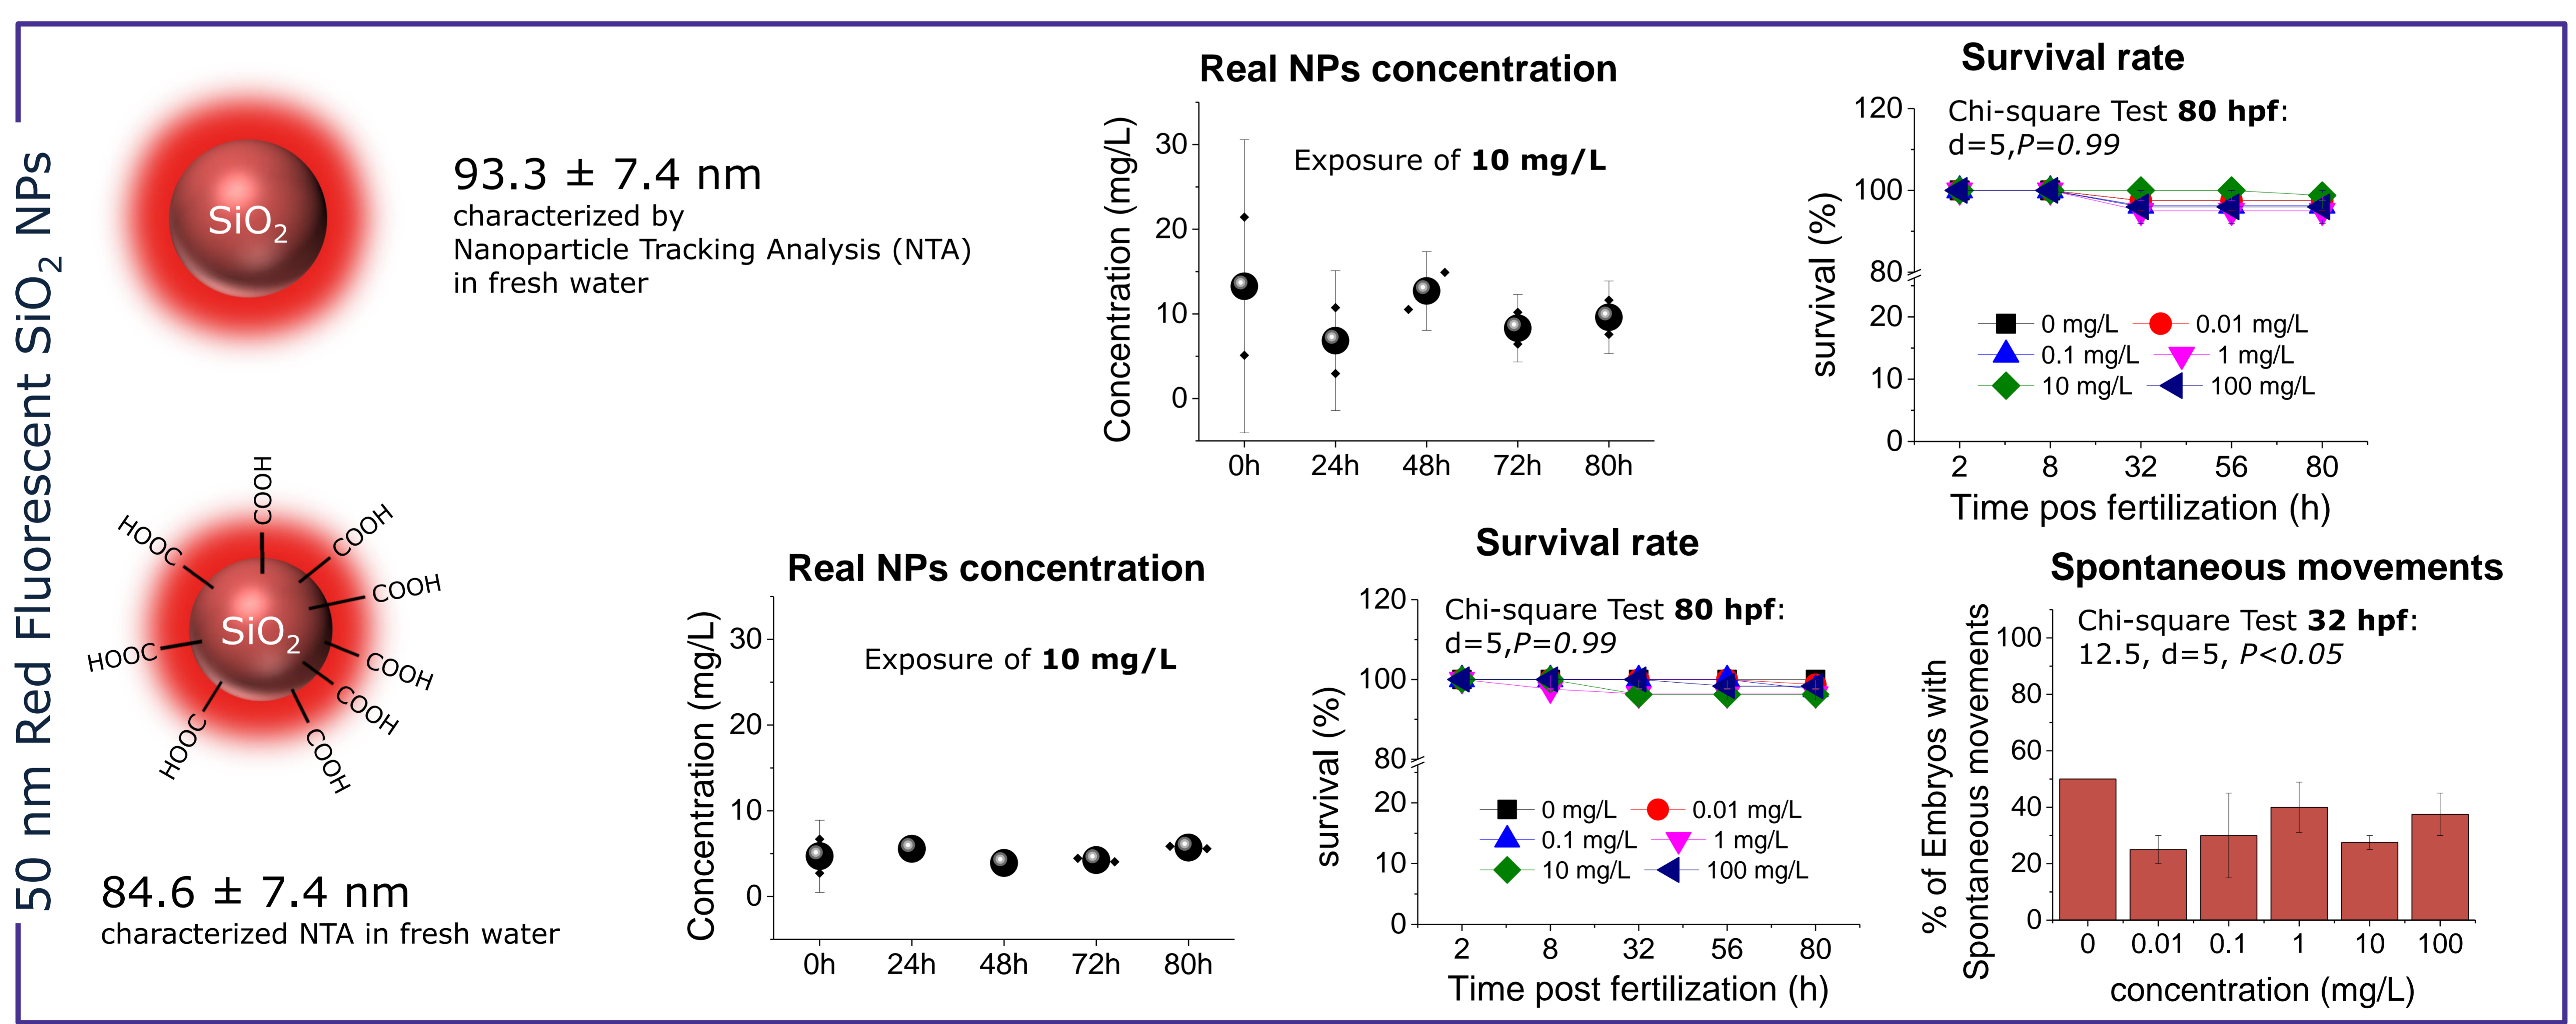 50 nm Red Fluorescent SiO2 NPs
SiO2
93.3 ± 7.4 nm
characterized by
Nanoparticle Tracking Analysis (NTA)
in fresh water
Real NPs concentration
Exposure of 10 mg/L
Concentration (mg/L)
30
20
10
0
0h 24h 48h 72h 80h
Survival rate
Chi-square Test 80 hpf:
d=5,P=0.99
survival (%)
120
100
80
20
10
0
0 mg/L 0.01 mg/L
0.1 mg/L 1 mg/L
10 mg/L 100 mg/L
2 8 32 56 80
Time pos fertilization (h)
COOH
HOOC
COOH
COOH
SiO2
HOOC
COOH
COOH
HOOC
COOH
84.6 ± 7.4 nm
characterized NTA in fresh water
Real NPs concentration
Exposure of 10 mg/L
Concentration (mg/L)
30
20
10
0
0h 24h 48h 72h 80h
Survival rate
Chi-square Test 80 hpf:
d=5,P=0.99
survival (%)
120
100
80
20
10
0
0 mg/L 0.01 mg/L
0.1 mg/L 1 mg/L
10 mg/L 100 mg/L
2 8 32 56 80
Time post fertilization (h)
Spontaneous movements
Chi-square Test 32 hpf:
12.5, d=5, P<0.05
% of Embryos with
Spontaneous movements
100
80
60
40
20
0
0 0.01 0.1 1 10 100
concentration (mg/L)